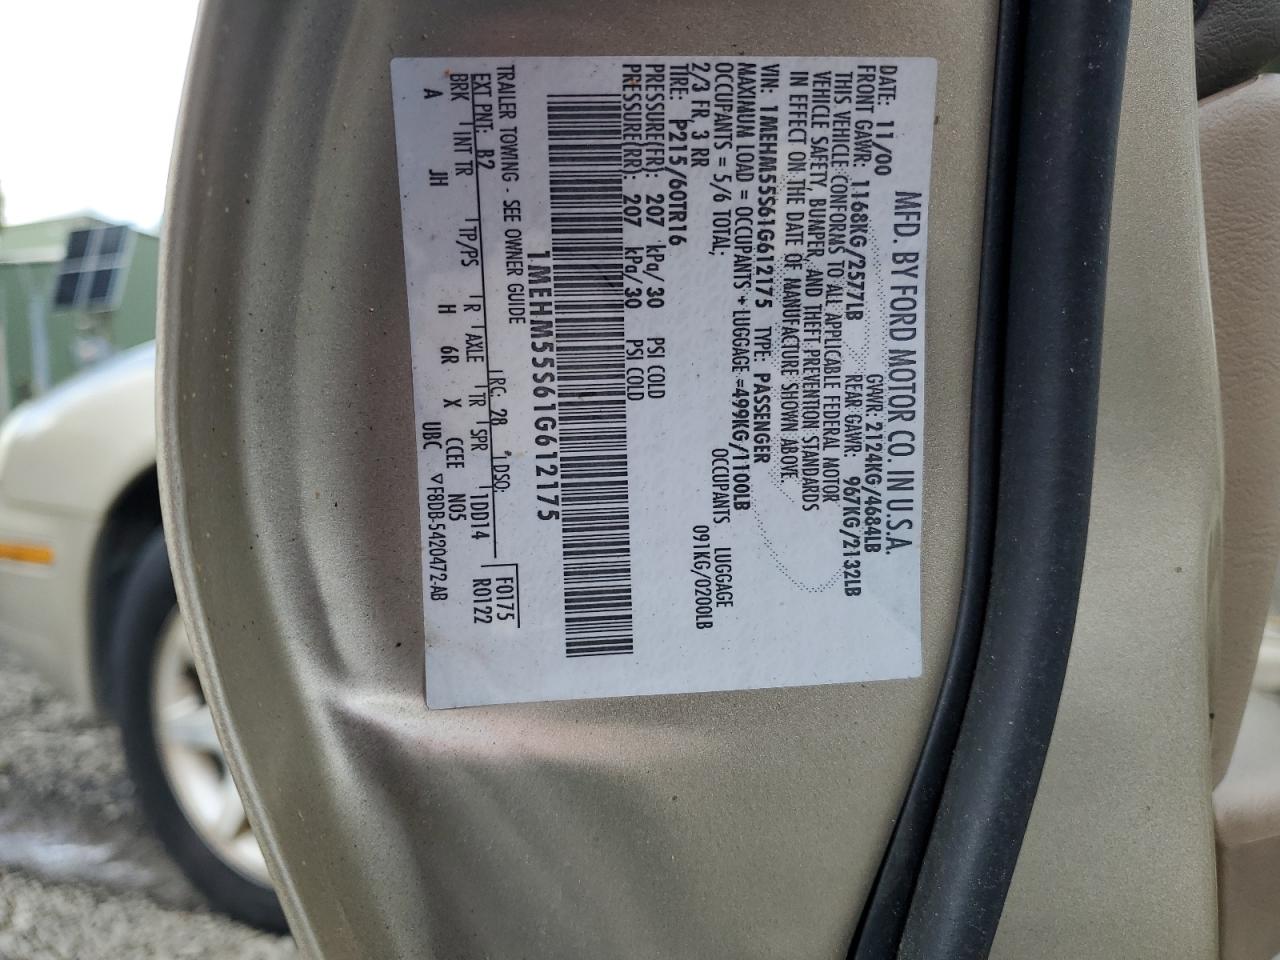 MFD. BY FORD MOTOR CO. IN U.S.A.
DATE: 11/00 GVWR: 2124KG/4684LB
FRONT GAWR: 1168KG/2577LB REAR GAWR: 967KG/2132LB
THIS VEHICLE CONFORMS TO ALL APPLICABLE FEDERAL MOTOR
VEHICLE SAFETY, BUMPER, AND THEFT PREVENTION STANDARDS
IN EFFECT ON THE DATE OF MANUFACTURE SHOWN ABOVE.
VIN: 1MEHM55S61G612175 TYPE: PASSENGER
MAXIMUM LOAD = OCCUPANTS + LUGGAGE =499KG/1100LB
OCCUPANTS = 5/6 TOTAL; OCCUPANTS LUGGAGE
2/3 FR, 3 RR 091KG/0200LB
TIRE: P215/60TR16
PRESSURE(FR): 207 kPa/30 PSI COLD
PRESSURE(RR): 207 kPa/30 PSI COLD
1MEHM55S61G612175
TRAILER TOWING - SEE OWNER GUIDE
EXT PNT: B2 RC: 28 DSO: F0175
BRK INT TR TP/PS R AXLE TR SPR 1DD14 R0122
A JH H 6R X CCEE N05
UBC ▽F8DB-5420472-AB